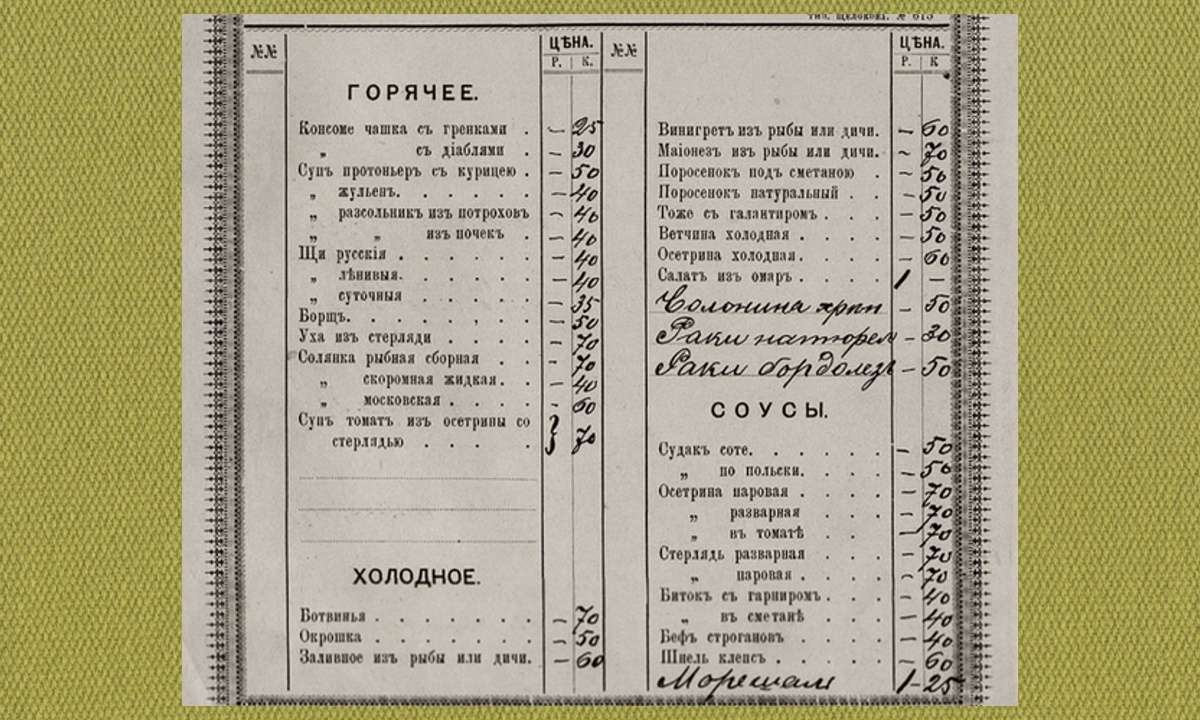 тип. Щелокова. № 615
№№
ЦѢНА.
Р. К.
ГОРЯЧЕЕ.
Консоме чашка съ гренками . — 25
„ съ діаблями . — 30
Супъ протоньеръ съ курицею . — 50
„ жульенъ. . . . . . — 40
„ разсольникъ изъ потроховъ — 40
„ „ изъ почекъ . — 40
Щи русскія . . . . . . — 40
„ лѣнивыя. . . . . . — 40
„ суточныя . . . . . — 35
Борщъ. . . . . . . . — 50
Уха изъ стерляди . . . . . — 70
Солянка рыбная сборная . . — 70
„ скоромная жидкая. . — 40
„ московская . . . . — 60
Супъ томатъ изъ осетрины со
стерлядью . . . . } 70
ХОЛОДНОЕ.
Ботвинья . . . . . . . — 70
Окрошка . . . . . . . — 50
Заливное изъ рыбы или дичи. — 60
№№
ЦѢНА.
Р. К
Винигретъ изъ рыбы или дичи. — 60
Маіонезъ изъ рыбы или дичи. — 70
Поросенокъ подъ сметаною . — 50
Поросенокъ натуральный . . — 50
Тоже съ галантиромъ . . . . — 50
Ветчина холодная . . . . — 50
Осетрина холодная. . . . . — 60
Салатъ изъ омаръ. . . . . 1 —
Солонина хрѣн — 50
Раки натюрель — 30
Раки бордолезъ — 50
СОУСЫ.
Судакъ соте. . . . . . — 50
„ по польски. . . . — 50
Осетрина паровая . . . . — 70
„ разварная . . . — 70
„ въ томатѣ . . . — 70
Стерлядь разварная . . . — 70
„ паровая . . . . — 70
Битокъ съ гарниромъ . . . — 40
„ въ сметанѣ . . . — 40
Бефъ строгановъ . . . . — 40
Шнель клепсъ . . . . . — 60
1-25